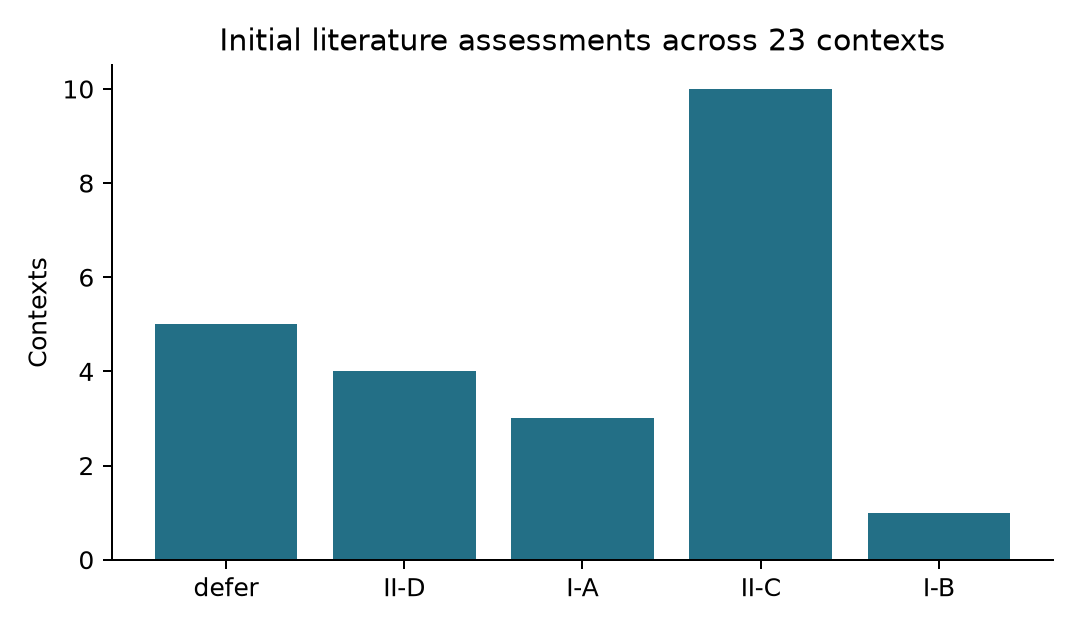 Initial literature assessments across 23 contexts
Contexts
10
8
6
4
2
0
defer
II-D
I-A
II-C
I-B